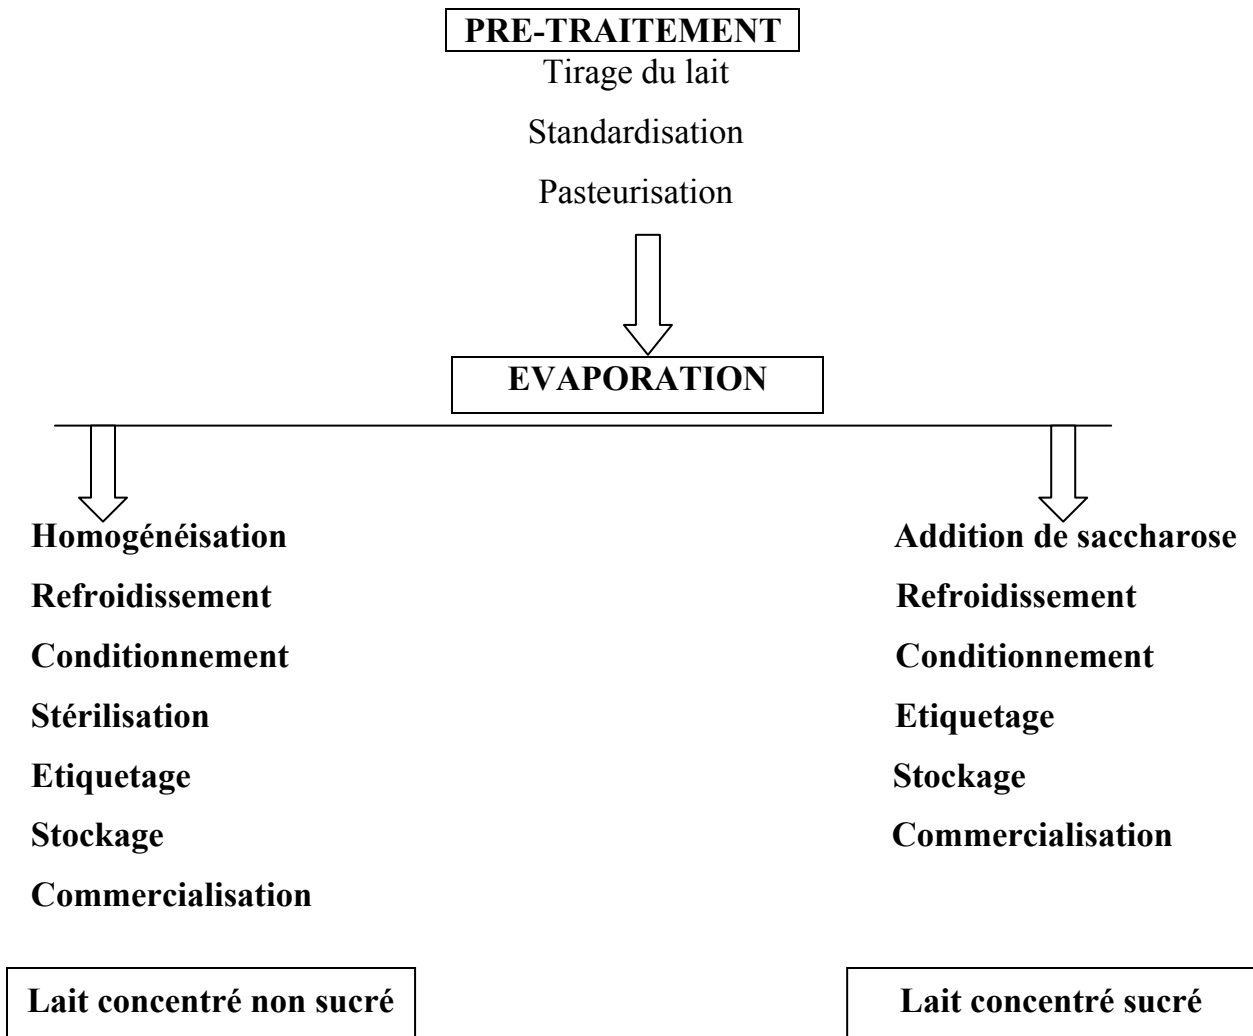 PRE-TRAITEMENT
Tirage du lait
Standardisation
Pasteurisation
EVAPORATION
Homogénéisation
Refroidissement
Conditionnement
Stérilisation
Etiquetage
Stockage
Commercialisation
Lait concentré non sucré
Addition de saccharose
Refroidissement
Conditionnement
Etiquetage
Stockage
Commercialisation
Lait concentré sucré